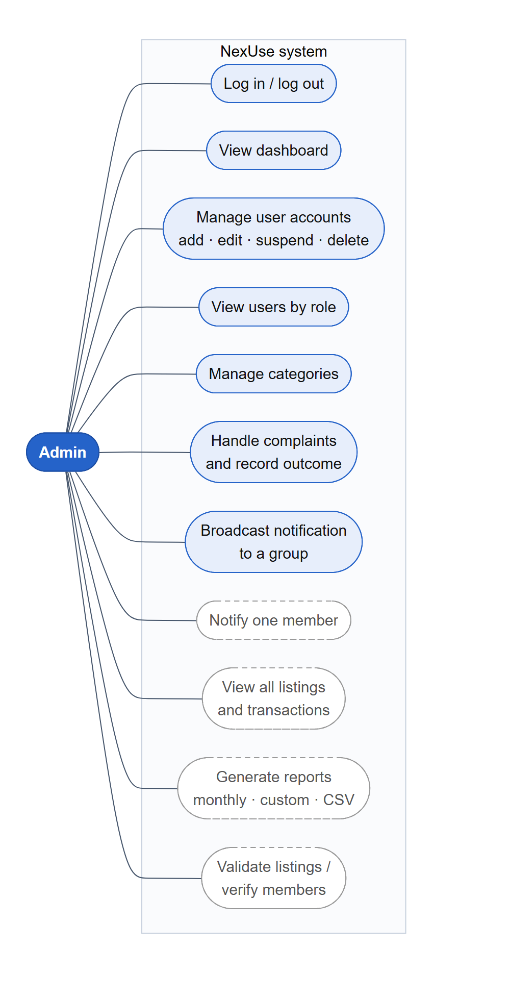 NexUse system
Log in / log out
View dashboard
Manage user accounts
add · edit · suspend · delete
View users by role
Manage categories
Admin
Handle complaints
and record outcome
Broadcast notification
to a group
Notify one member
View all listings
and transactions
Generate reports
monthly · custom · CSV
Validate listings /
verify members